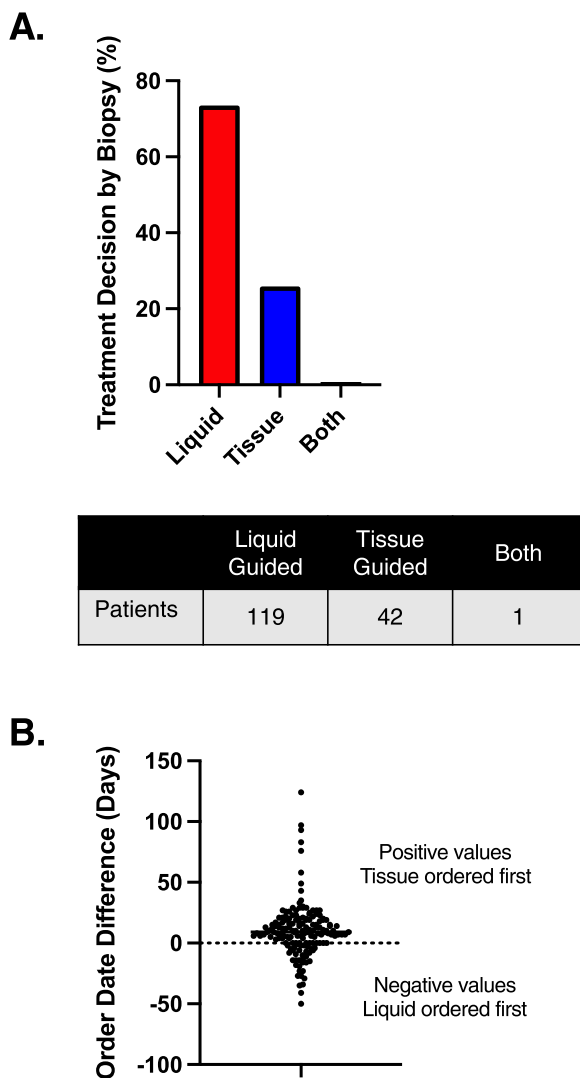 A.
Treatment Decision by Biopsy (%)
80
60
40
20
0
Liquid
Tissue
Both
Liquid Guided
Tissue Guided
Both
Patients
119
42
1
B.
Order Date Difference (Days)
150
100
50
0
-50
-100
Positive values
Tissue ordered first
Negative values
Liquid ordered first